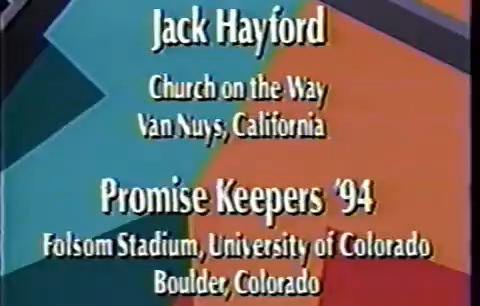 Jack Hayford
Church on the Way
Van Nuys, California
Promise Keepers '94
Folsom Stadium, University of Colorado
Boulder, Colorado